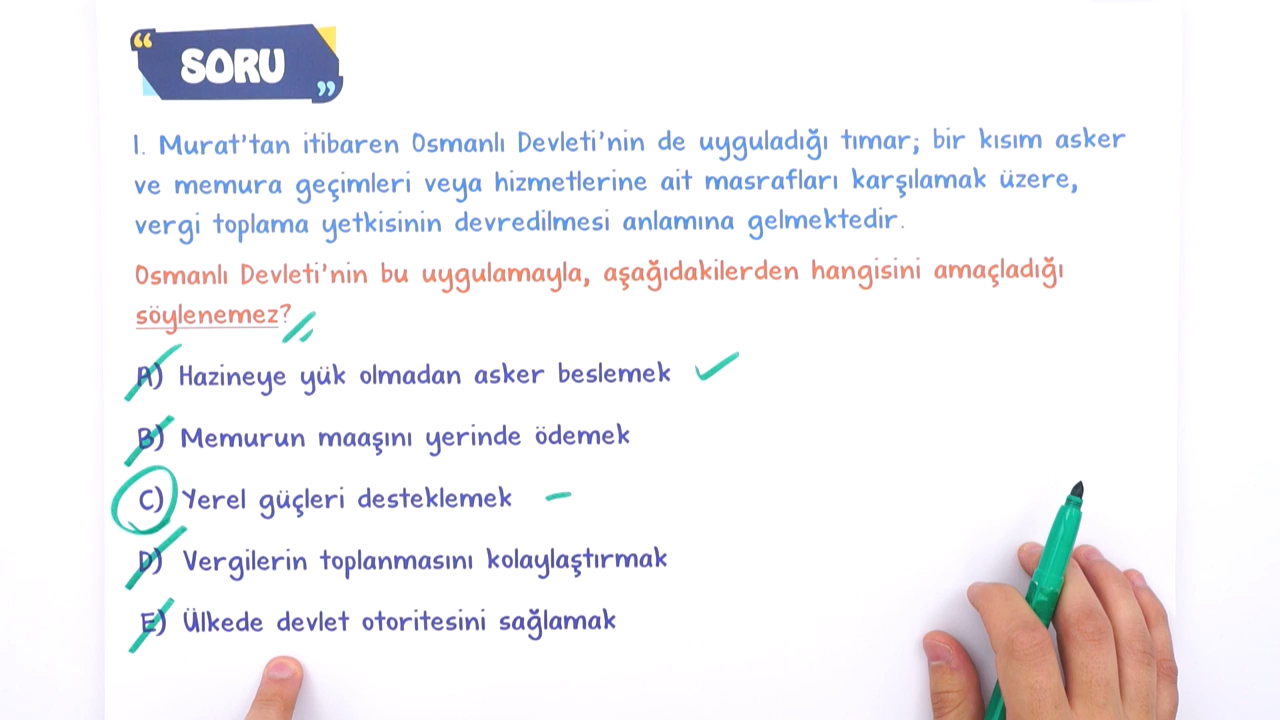 SORU
I. Murat'tan itibaren Osmanlı Devleti'nin de uyguladığı tımar; bir kısım asker
ve memura geçimleri veya hizmetlerine ait masrafları karşılamak üzere,
vergi toplama yetkisinin devredilmesi anlamına gelmektedir.
Osmanlı Devleti'nin bu uygulamayla, aşağıdakilerden hangisini amaçladığı
söylenemez?
A) Hazineye yük olmadan asker beslemek
B) Memurun maaşını yerinde ödemek
C) Yerel güçleri desteklemek
D) Vergilerin toplanmasını kolaylaştırmak
E) Ülkede devlet otoritesini sağlamak